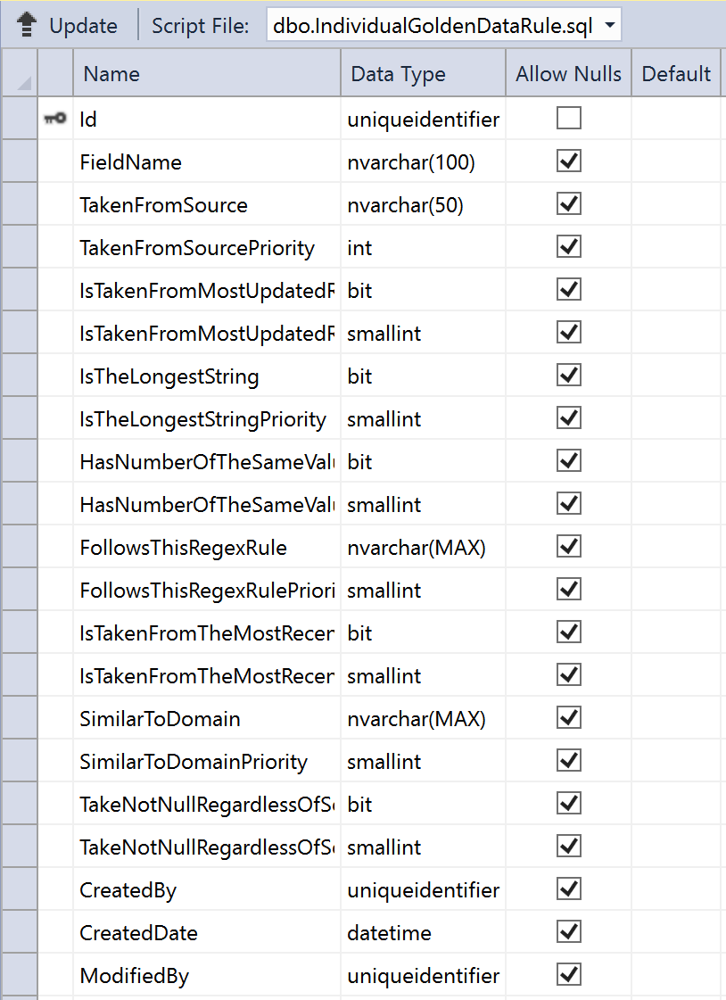 Update Script File: dbo.IndividualGoldenDataRule.sql
Name Data Type Allow Nulls Default
Id uniqueidentifier
FieldName nvarchar(100)
TakenFromSource nvarchar(50)
TakenFromSourcePriority int
IsTakenFromMostUpdatedR bit
IsTakenFromMostUpdatedR smallint
IsTheLongestString bit
IsTheLongestStringPriority smallint
HasNumberOfTheSameValu bit
HasNumberOfTheSameValu smallint
FollowsThisRegexRule nvarchar(MAX)
FollowsThisRegexRulePriori smallint
IsTakenFromTheMostRecen bit
IsTakenFromTheMostRecen smallint
SimilarToDomain nvarchar(MAX)
SimilarToDomainPriority smallint
TakeNotNullRegardlessOfSo bit
TakeNotNullRegardlessOfSo smallint
CreatedBy uniqueidentifier
CreatedDate datetime
ModifiedBy uniqueidentifier